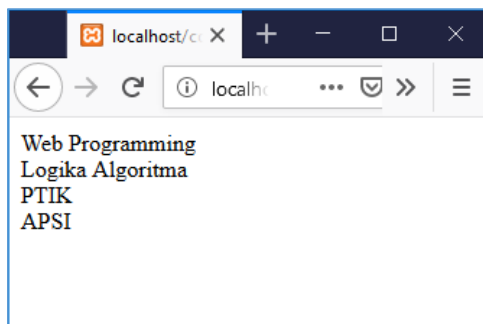 localhost/c
localh
Web Programming
Logika Algoritma
PTIK
APSI